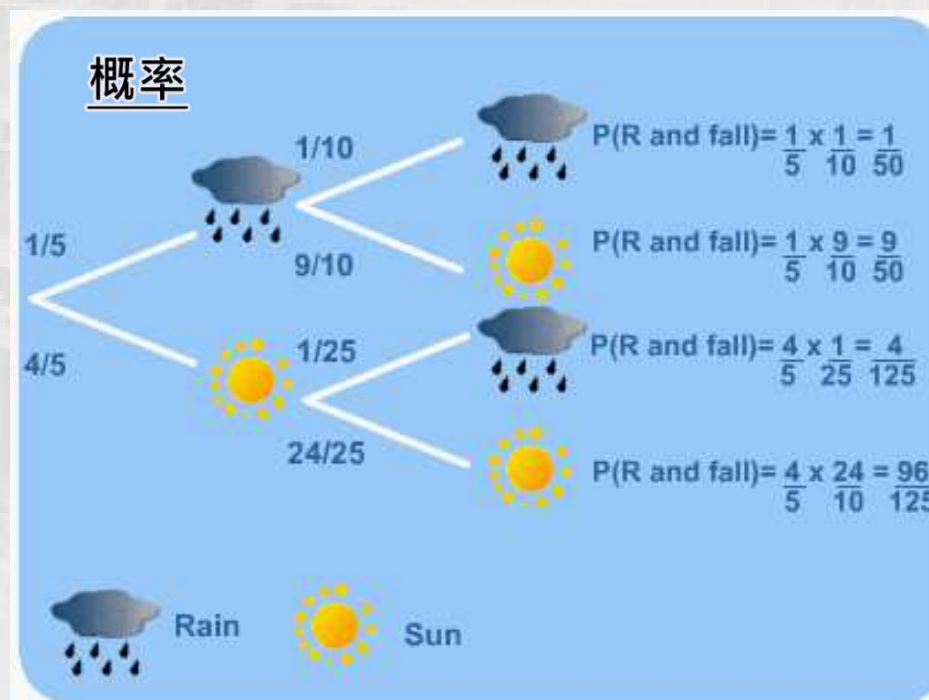 概率
1/10
P(R and fall)= 1/5 x 1/10 = 1/50
1/5
9/10
P(R and fall)= 1/5 x 9/10 = 9/50
4/5
1/25
P(R and fall)= 4/5 x 1/25 = 4/125
24/25
P(R and fall)= 4/5 x 24/10 = 96/125
Rain
Sun